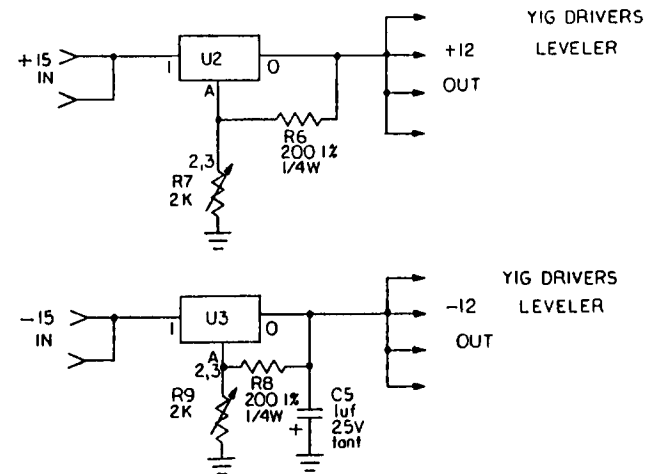 YIG DRIVERS
LEVELER
+15
IN
I
U2
O
A
+12
OUT
R6
200 1%
1/4W
2,3
R7
2K
YIG DRIVERS
LEVELER
-15
IN
I
U3
O
A
2,3
-12
OUT
R8
200 1%
1/4W
R9
2K
C5
1uf
25V
tant
+